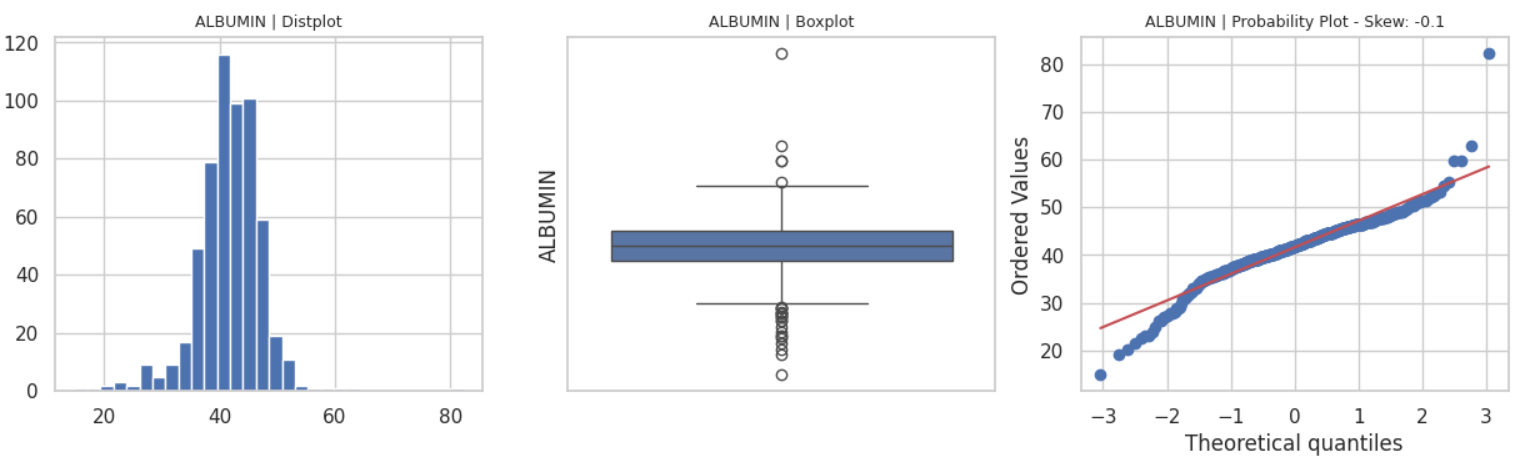 ALBUMIN | Distplot
120
100
80
60
40
20
0
20 40 60 80
ALBUMIN | Boxplot
ALBUMIN
ALBUMIN | Probability Plot - Skew: -0.1
Ordered Values
80
70
60
50
40
30
20
−3 −2 −1 0 1 2 3
Theoretical quantiles